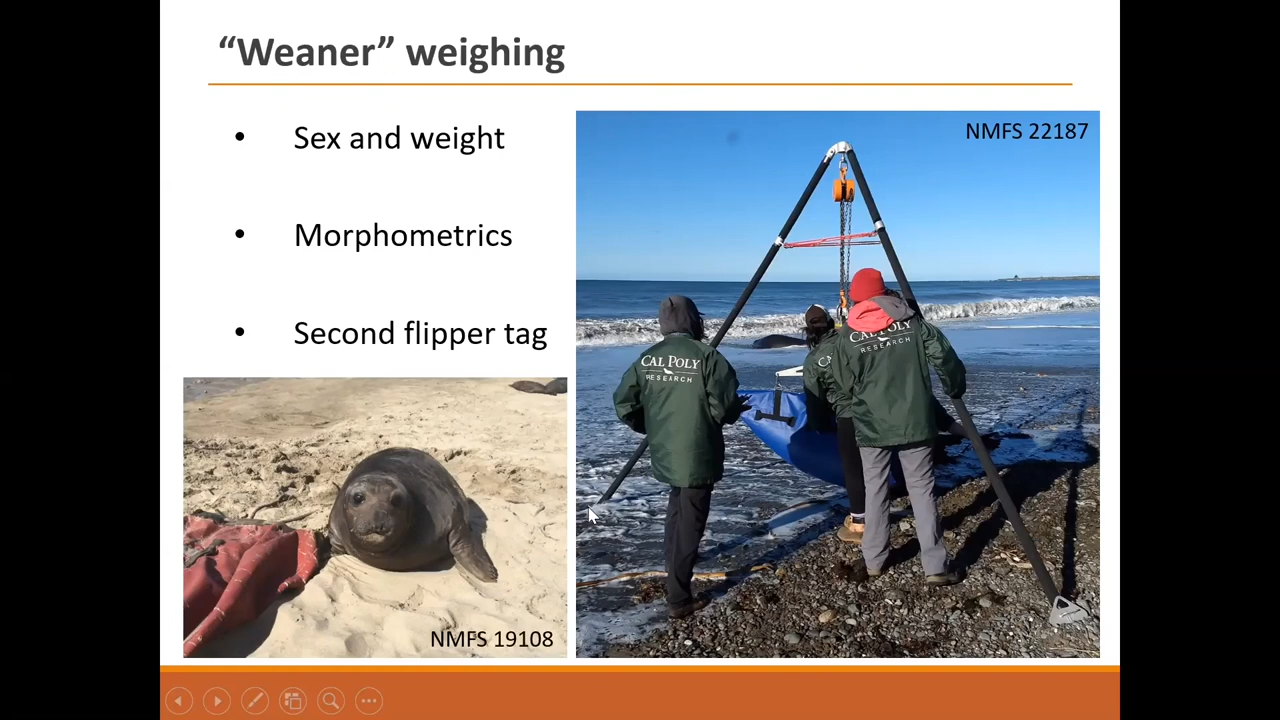 “Weaner” weighing
• Sex and weight
• Morphometrics
• Second flipper tag
NMFS 22187
CAL POLY
RESEARCH
CA
CAL POLY
RESEARCH
NMFS 19108